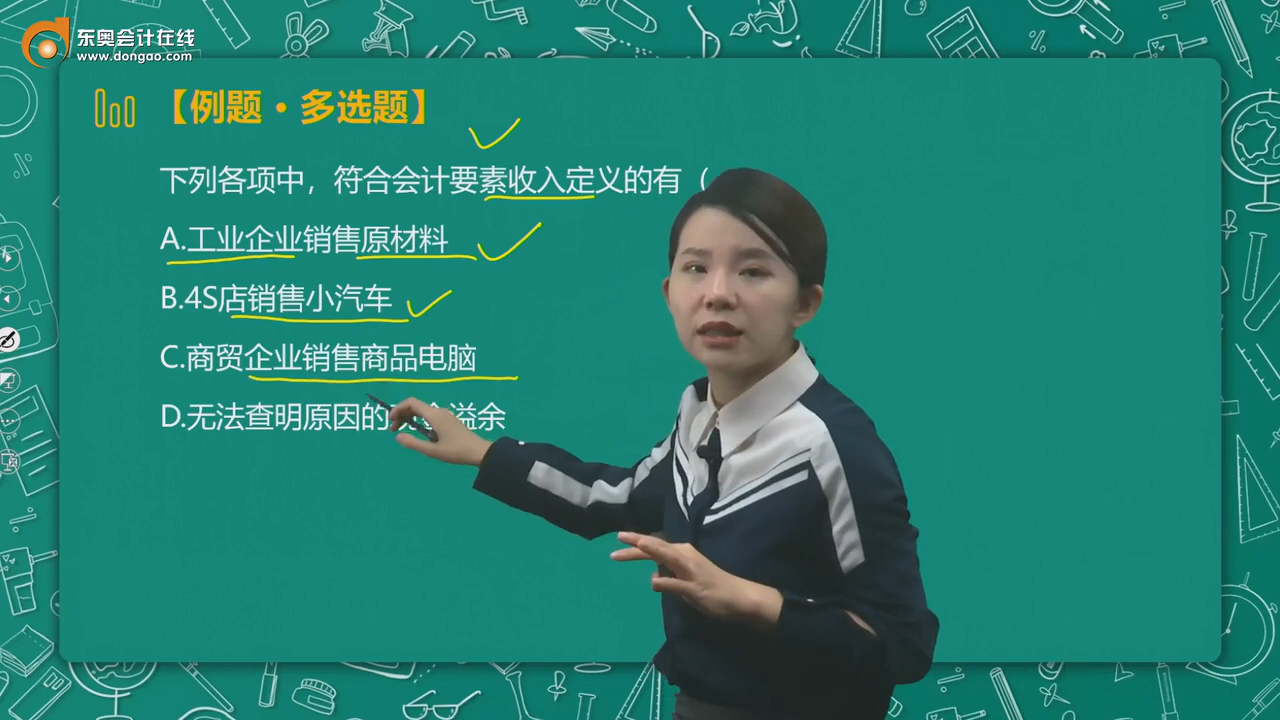 东奥会计在线
www.dongao.com
【例题·多选题】
下列各项中，符合会计要素收入定义的有（
A.工业企业销售原材料
B.4S店销售小汽车
C.商贸企业销售商品电脑
D.无法查明原因的 溢余